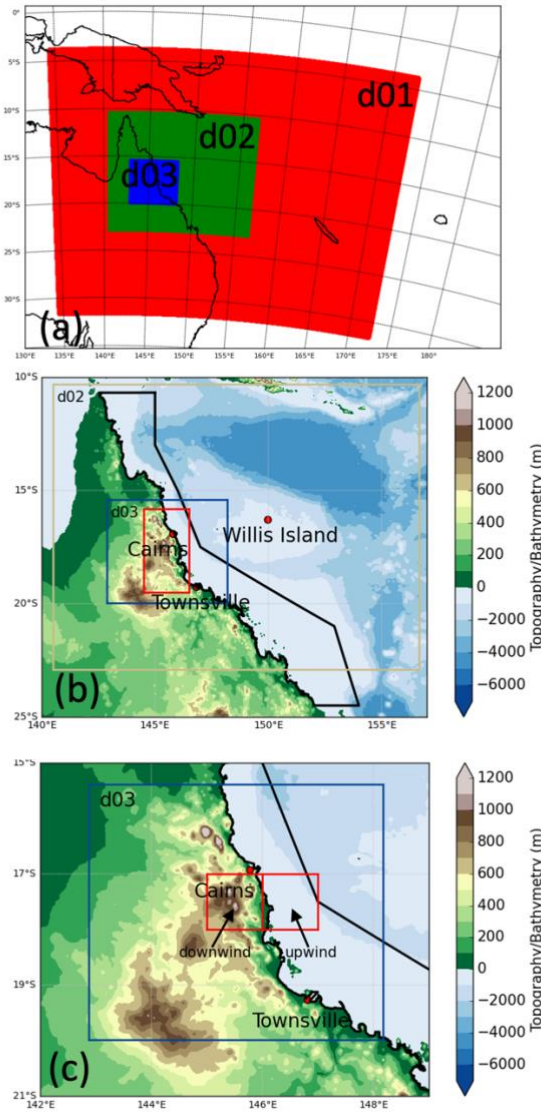 0°
5°S
10°S
15°S
20°S
25°S
30°S
d01
d02
d03
(a)
130°E 135°E 140°E 145°E 150°E 155°E 160°E 165°E 170°E 175°E 180°
10°S
15°S
20°S
25°S
d02
d03
Cairns
Willis Island
Townsville
(b)
140°E 145°E 150°E 155°E
1200
1000
800
600
400
200
0
−2000
−4000
−6000
Topography/Bathymetry (m)
15°S
17°S
19°S
21°S
d03
Cairns
downwind
upwind
Townsville
(c)
142°E 144°E 146°E 148°E
1200
1000
800
600
400
200
0
−2000
−4000
−6000
Topography/Bathymetry (m)